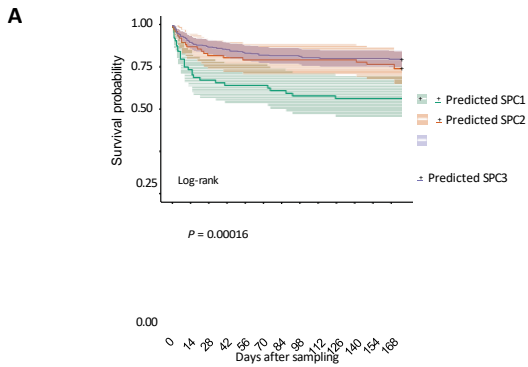 A
1.00
0.75
0.50
0.25
0.00
Survival probability
Log-rank
P = 0.00016
Predicted SPC1
Predicted SPC2
Predicted SPC3
0 14 28 42 56 70 84 98 112 126 140 154 168
Days after sampling